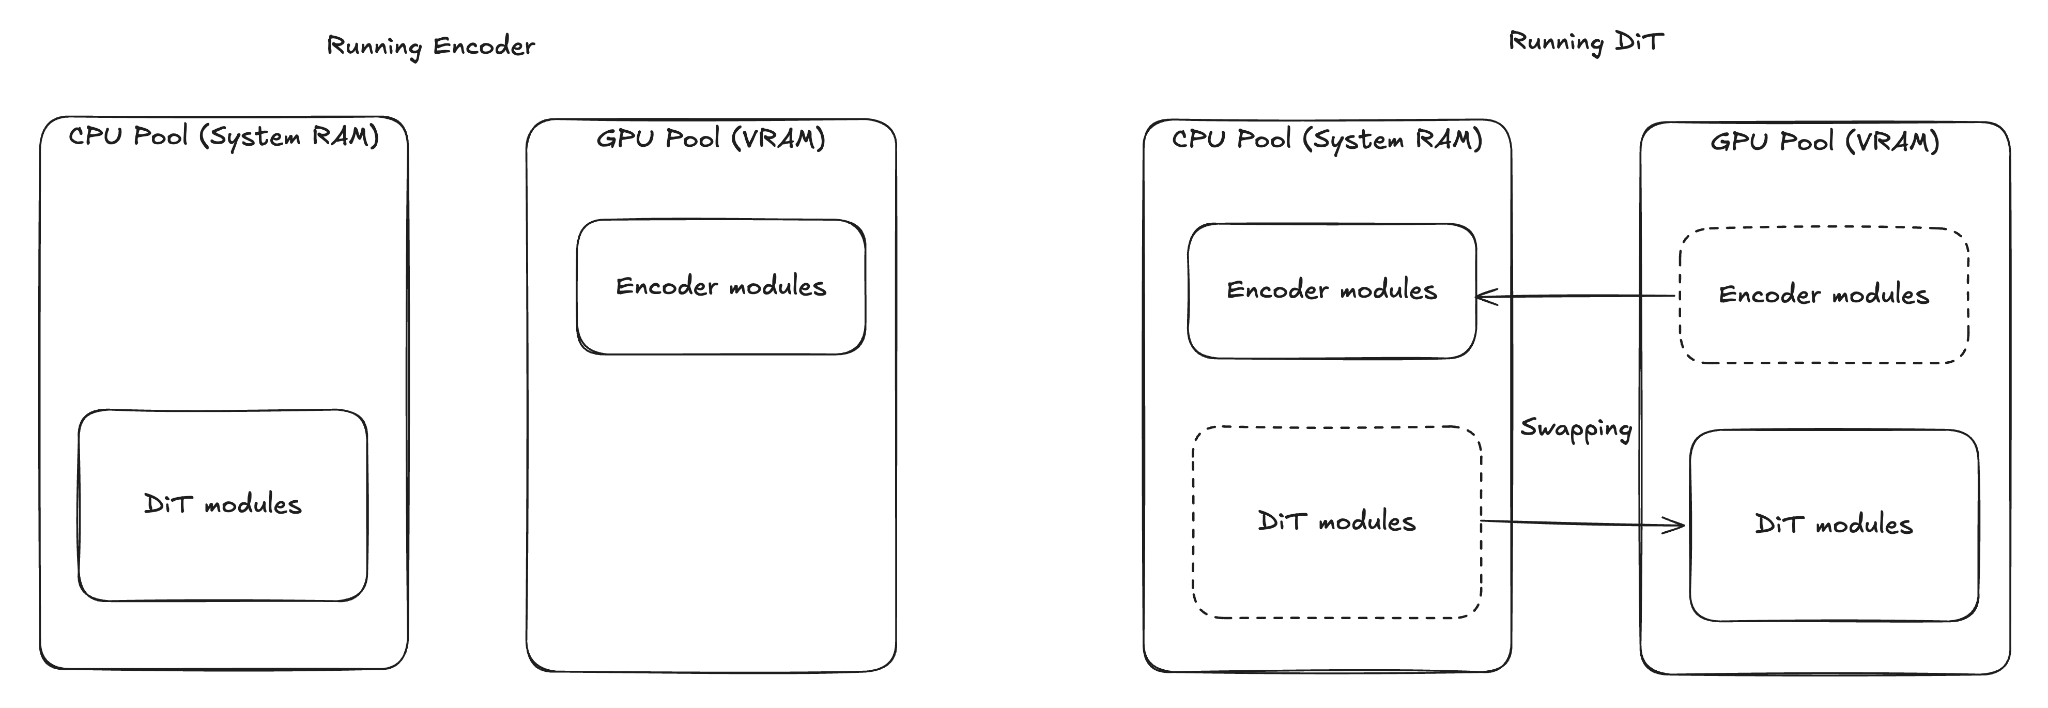 Running Encoder
CPU Pool (System RAM)
GPU Pool (VRAM)
Encoder modules
DiT modules
Running DiT
CPU Pool (System RAM)
GPU Pool (VRAM)
Encoder modules
Encoder modules
Swapping
DiT modules
DiT modules